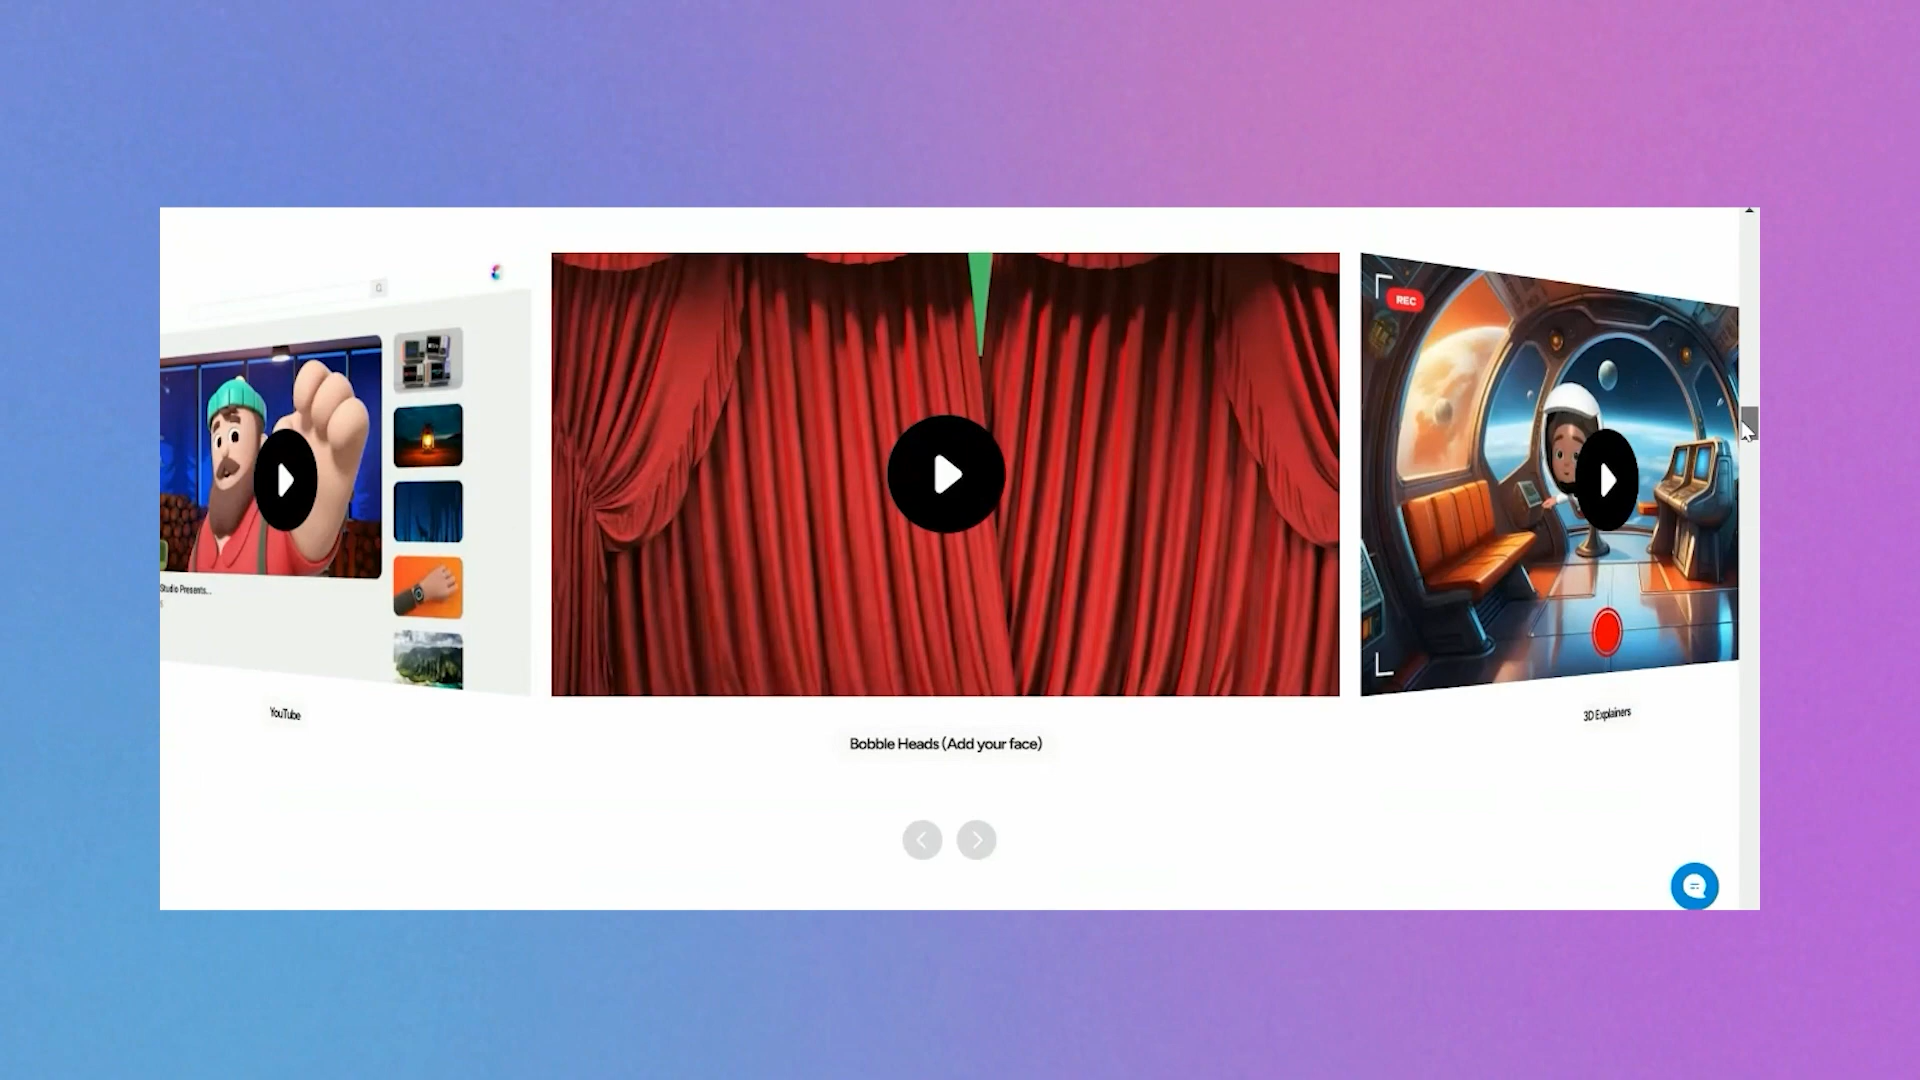 REC
Studio Presents...
YouTube
Bobble Heads (Add your face)
3D Explainers